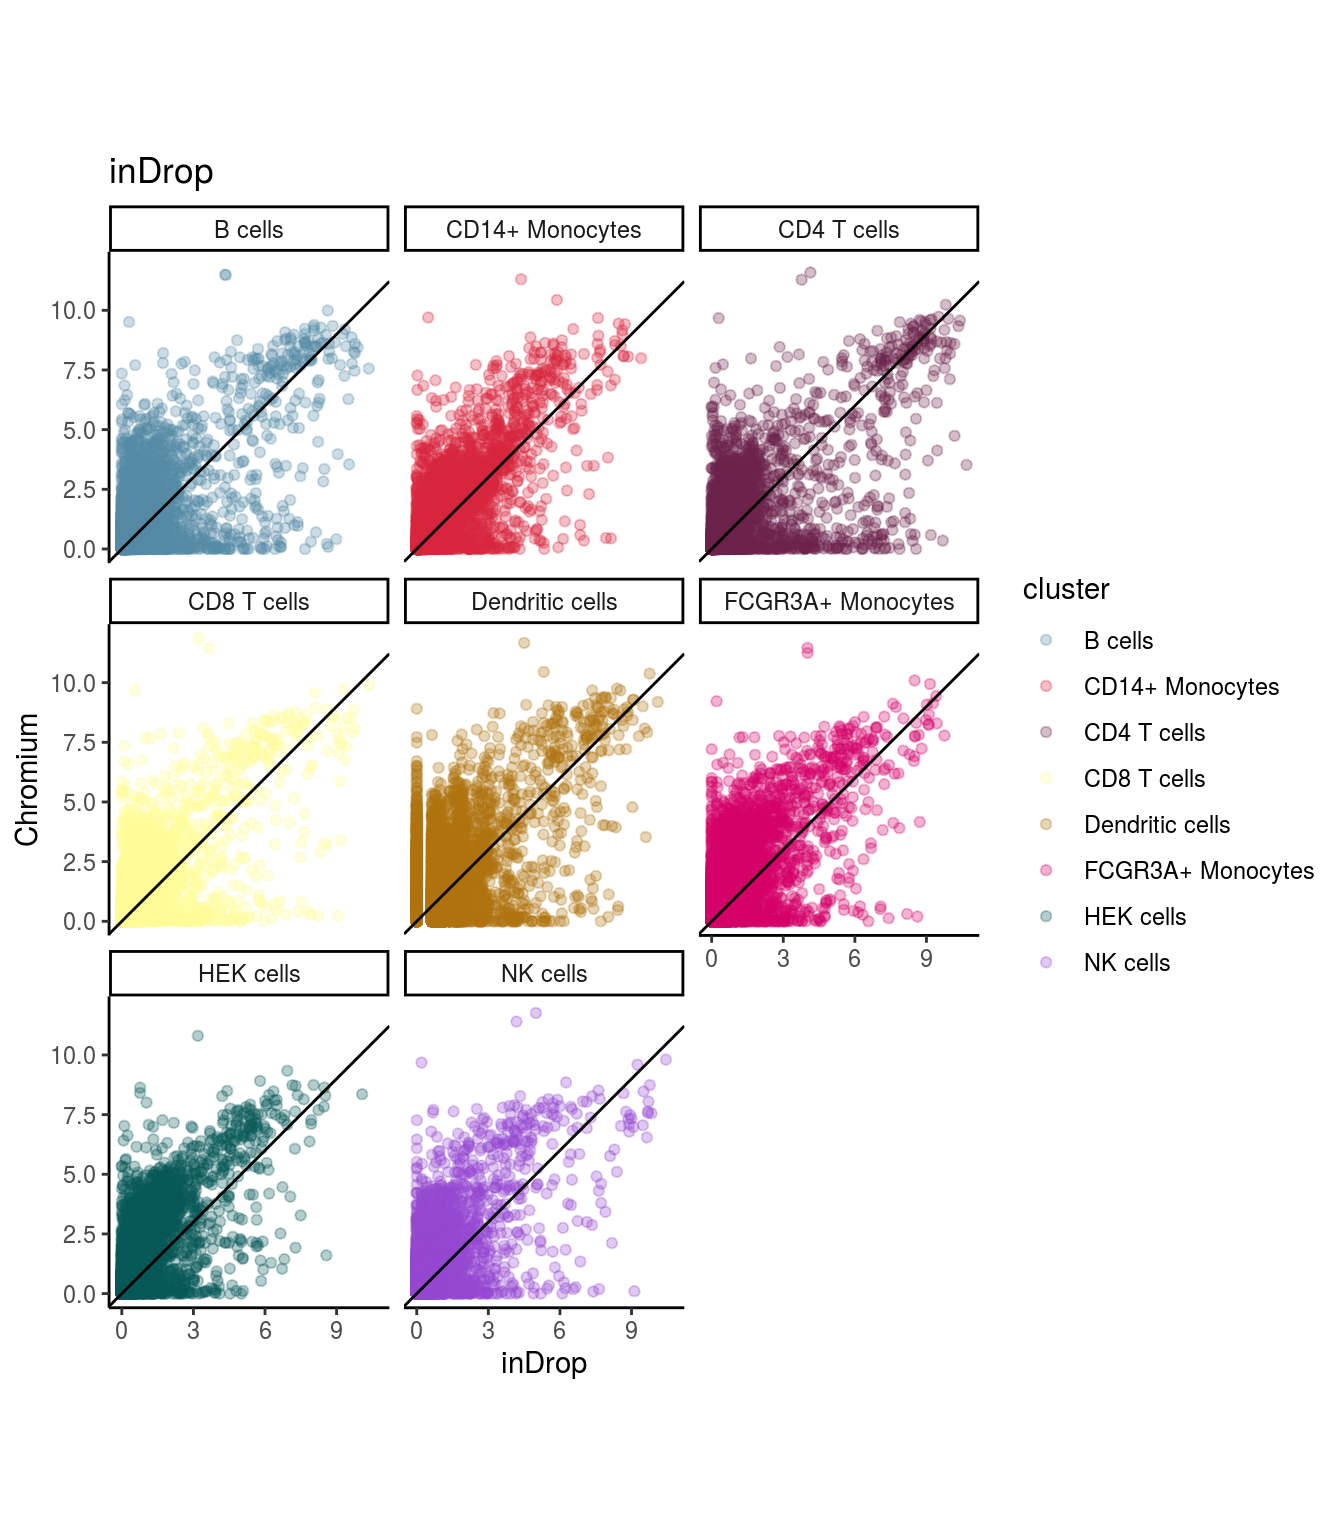 inDrop
B cells
CD14+ Monocytes
CD4 T cells
10.0
7.5
5.0
2.5
0.0
CD8 T cells
Dendritic cells
FCGR3A+ Monocytes
10.0
7.5
5.0
2.5
0.0
0
3
6
9
HEK cells
NK cells
10.0
7.5
5.0
2.5
0.0
0
3
6
9
0
3
6
9
inDrop
Chromium
cluster
B cells
CD14+ Monocytes
CD4 T cells
CD8 T cells
Dendritic cells
FCGR3A+ Monocytes
HEK cells
NK cells